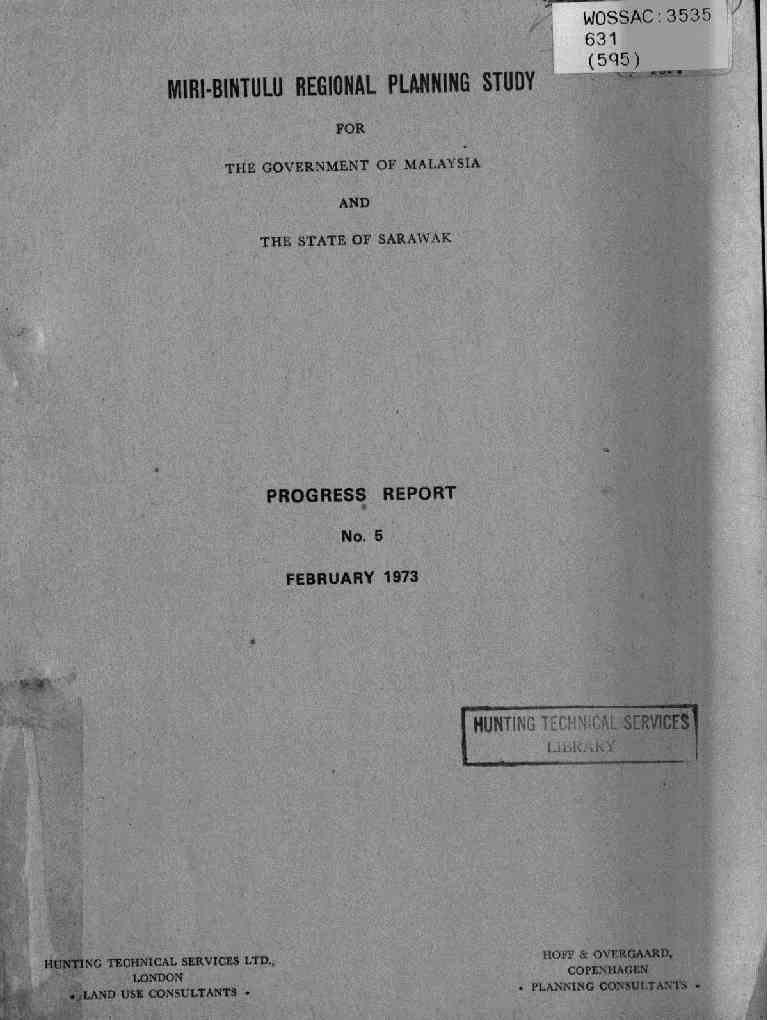 WOSSAC:3535
631
(595)
MIRI-BINTULU REGIONAL PLANNING STUDY
FOR
THE GOVERNMENT OF MALAYSIA
AND
THE STATE OF SARAWAK
PROGRESS REPORT
No. 5
FEBRUARY 1973
HUNTING TECHNICAL SERVICES
LIBRARY
HUNTING TECHNICAL SERVICES LTD.,
LONDON
• LAND USE CONSULTANTS •
HOFF & OVERGAARD,
COPENHAGEN
• PLANNING CONSULTANTS •